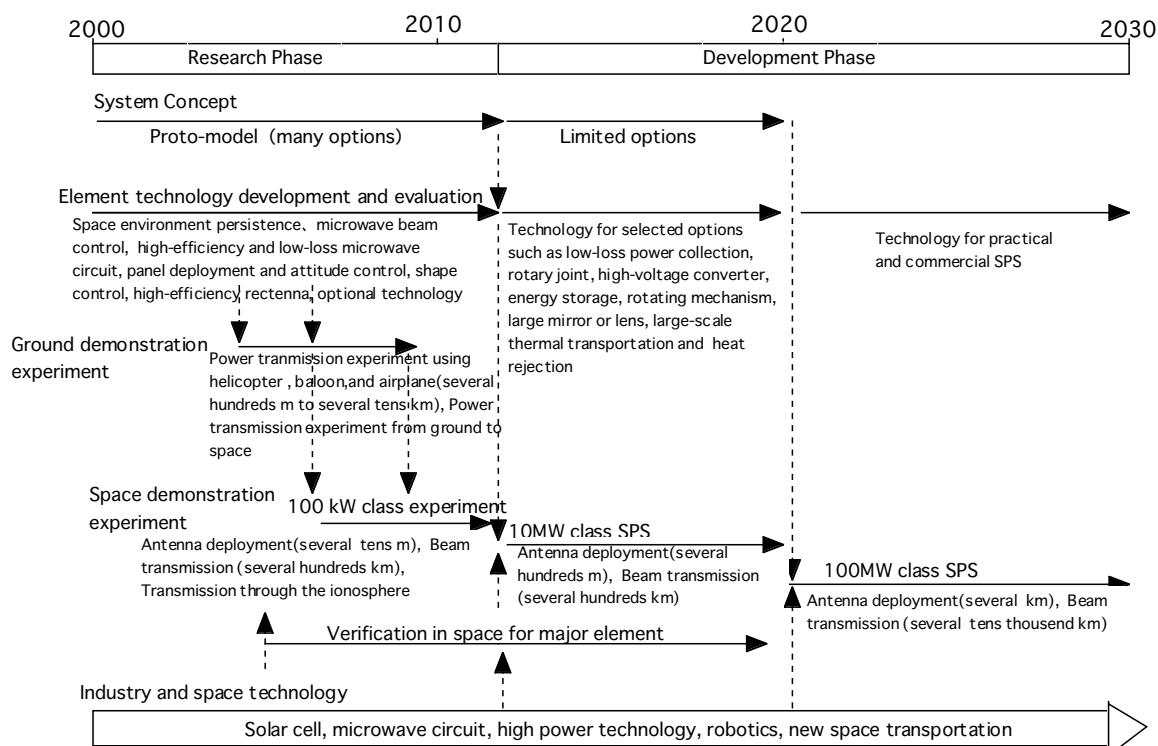 2000 2010 2020 2030
Research Phase Development Phase
System Concept
Proto-model (many options) Limited options
Element technology development and evaluation
Space environment persistence、microwave beam
control, high-efficiency and low-loss microwave
circuit, panel deployment and attitude control, shape
control, high-efficiency rectenna, optional technology
Technology for selected options
such as low-loss power collection,
rotary joint, high-voltage converter,
energy storage, rotating mechanism,
large mirror or lens, large-scale
thermal transportation and heat
rejection
Technology for practical
and commercial SPS
Ground demonstration
experiment
Power tranmission experiment using
helicopter , baloon,and airplane(several
hundreds m to several tens km), Power
transmission experiment from ground to
space
Space demonstration
experiment
100 kW class experiment
Antenna deployment(several tens m), Beam
transmission (several hundreds km),
Transmission through the ionosphere
10MW class SPS
Antenna deployment(several
hundreds m), Beam transmission
(several hundreds km)
100MW class SPS
Antenna deployment(several km), Beam
transmission (several tens thousend km)
Verification in space for major element
Industry and space technology
Solar cell, microwave circuit, high power technology, robotics, new space transportation